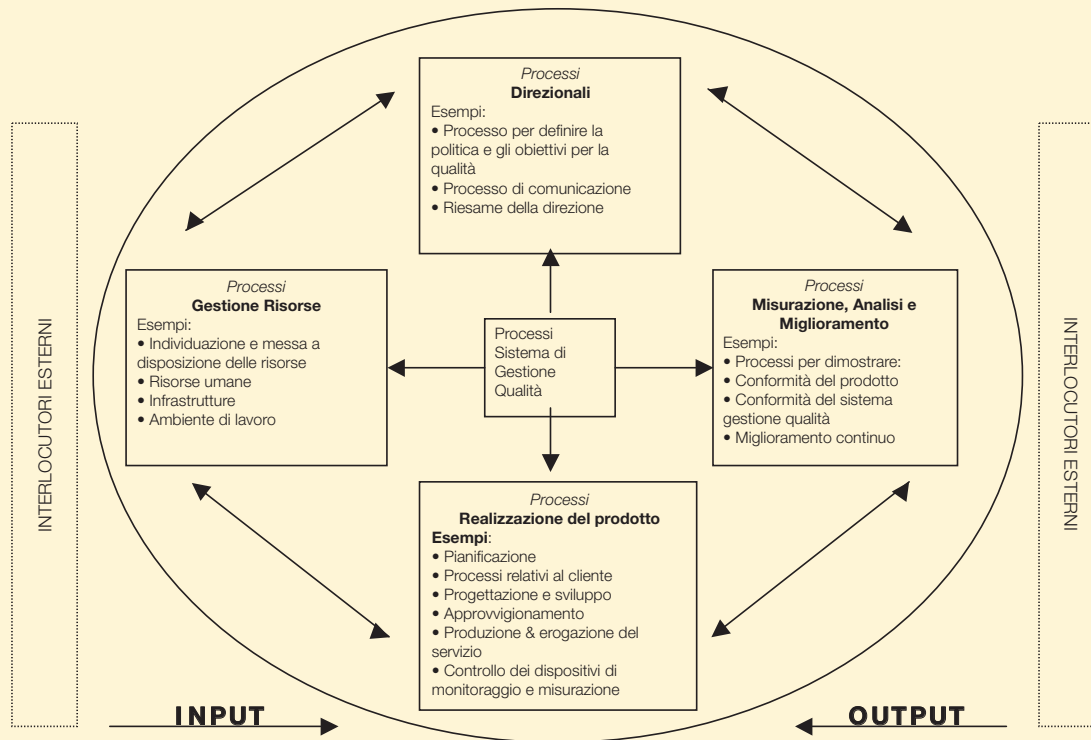 INTERLOCUTORI ESTERNI
Processi
Direzionali
Esempi:
• Processo per definire la
politica e gli obiettivi per la
qualità
• Processo di comunicazione
• Riesame della direzione
Processi
Gestione Risorse
Esempi:
• Individuazione e messa a
disposizione delle risorse
• Risorse umane
• Infrastrutture
• Ambiente di lavoro
Processi
Sistema di
Gestione
Qualità
Processi
Misurazione, Analisi e
Miglioramento
Esempi:
• Processi per dimostrare:
• Conformità del prodotto
• Conformità del sistema
gestione qualità
• Miglioramento continuo
Processi
Realizzazione del prodotto
Esempi:
• Pianificazione
• Processi relativi al cliente
• Progettazione e sviluppo
• Approvvigionamento
• Produzione & erogazione del
servizio
• Controllo dei dispositivi di
monitoraggio e misurazione
INTERLOCUTORI ESTERNI
INPUT
OUTPUT